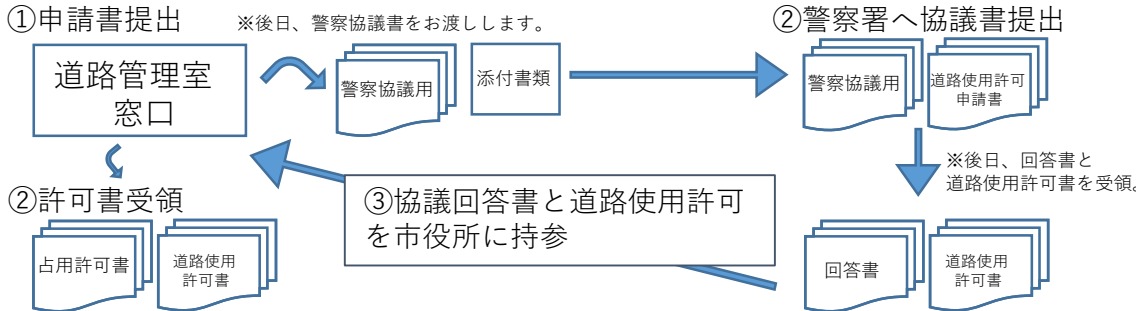 ①申請書提出
※後日、警察協議書をお渡しします。
道路管理室
窓口
警察協議用
添付書類
②警察署へ協議書提出
警察協議用
道路使用許可
申請書
※後日、回答書と
道路使用許可書を受領。
回答書
道路使用
許可書
③協議回答書と道路使用許可
を市役所に持参
②許可書受領
占用許可書
道路使用
許可書